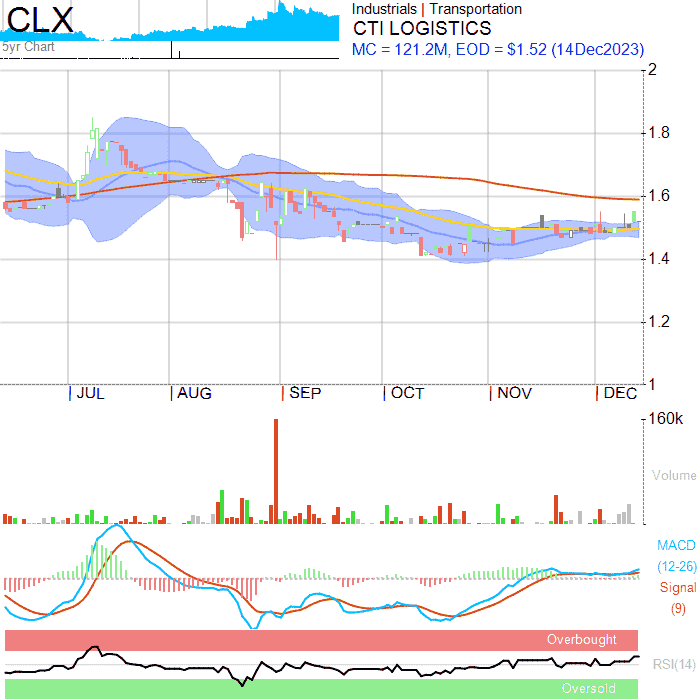 CLX
5yr Chart
Industrials | Transportation
CTI LOGISTICS
MC = 121.2M, EOD = $1.52 (14Dec2023)
2
1.8
1.6
1.4
1.2
1
JUL AUG SEP OCT NOV DEC
160k
Volume
MACD
(12-26)
Signal
(9)
Overbought
RSI(14)
Oversold